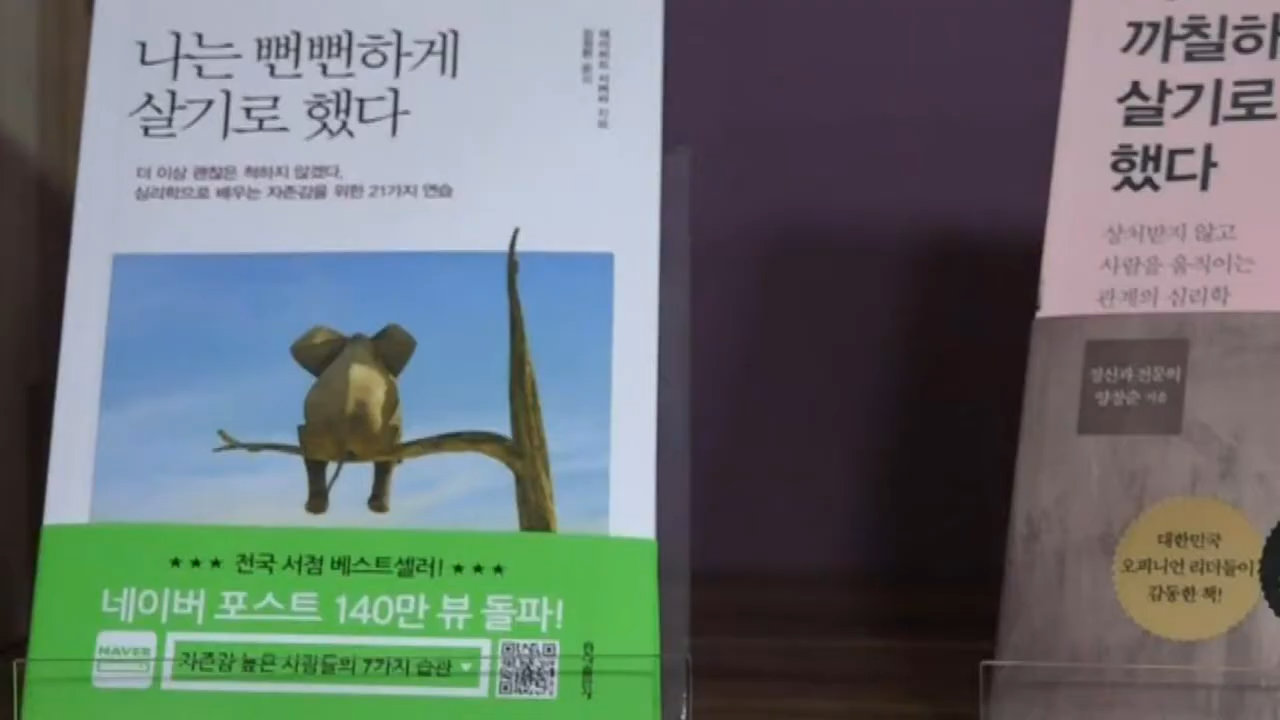 나는 뻔뻔하게
살기로 했다
더 이상 괜찮은 척하지 않겠다,
심리학으로 배우는 자존감을 위한 21가지 연습
★★★ 전국 서점 베스트셀러! ★★★
네이버 포스트 140만 뷰 돌파!
NAVER
자존감 높은 사람들의 7가지 습관
까칠하
살기로
했다
상처받지 않고
사람을 움직이는
관계의 심리학
정신과 전문의
양창순 지음
대한민국
오피니언 리더들이
감동한 책!